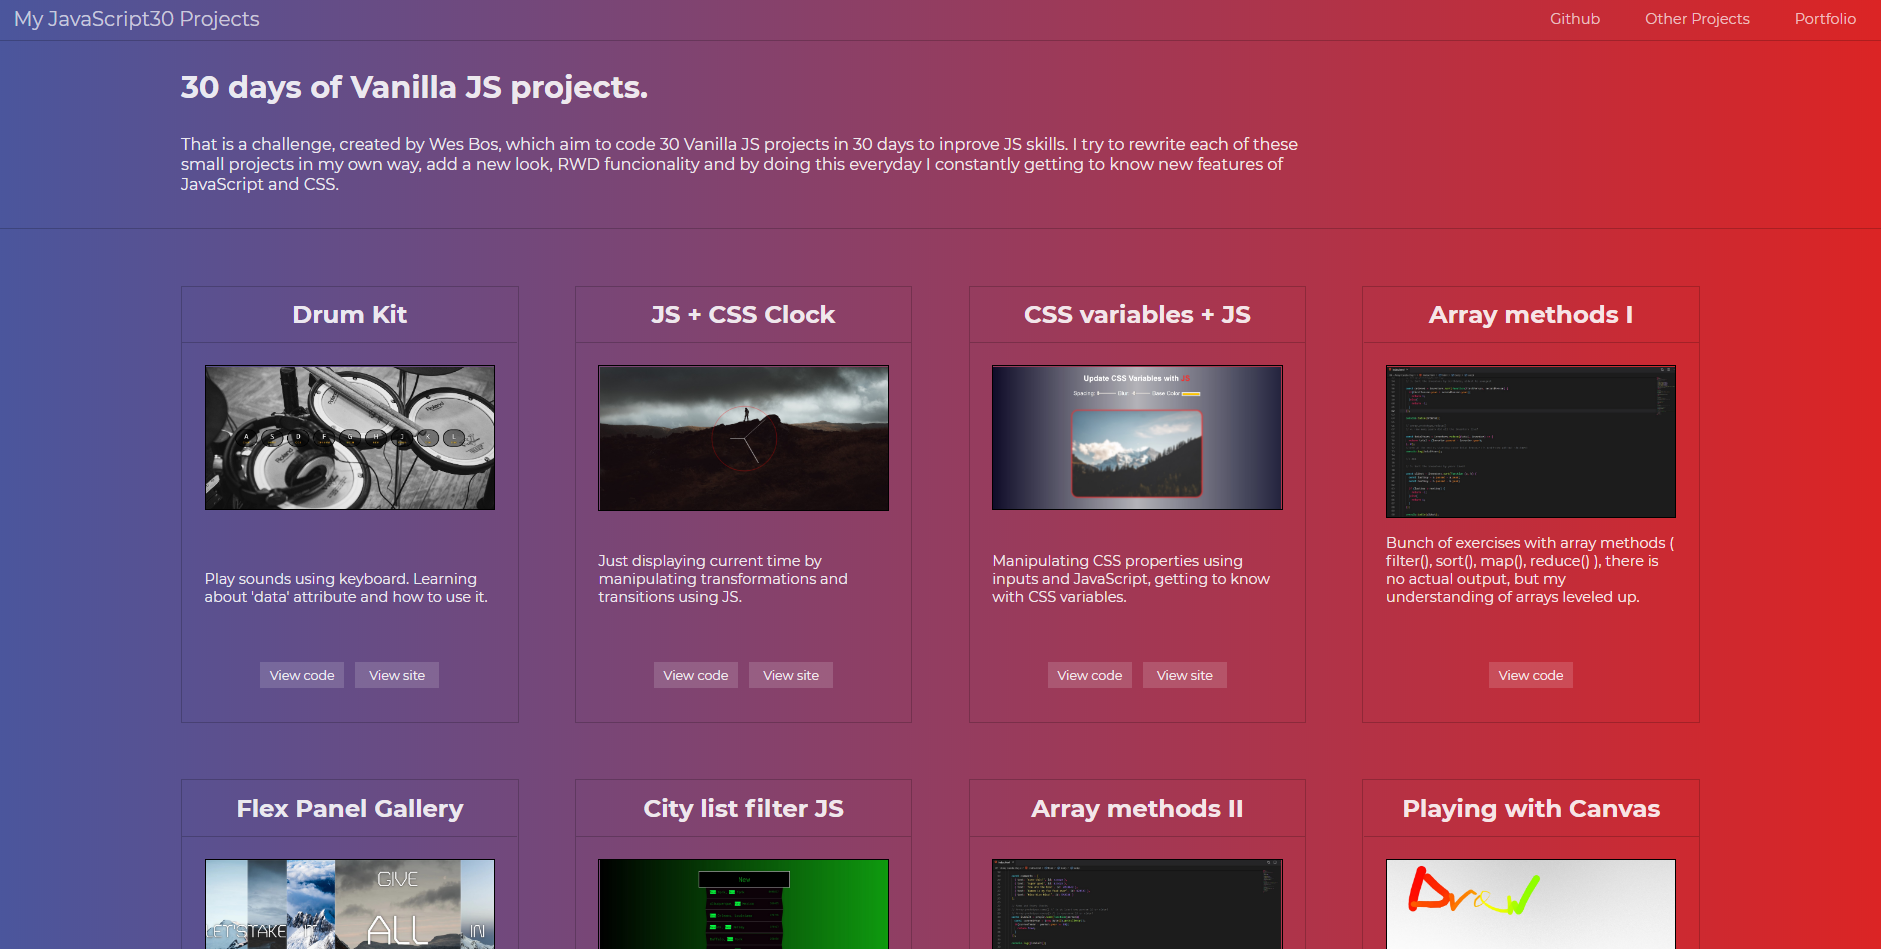 My JavaScript30 Projects
Github
Other Projects
Portfolio
30 days of Vanilla JS projects.
That is a challenge, created by Wes Bos, which aim to code 30 Vanilla JS projects in 30 days to inprove JS skills. I try to rewrite each of these
small projects in my own way, add a new look, RWD funcionality and by doing this everyday I constantly getting to know new features of
JavaScript and CSS.
Drum Kit
A S D F G H J K L
Play sounds using keyboard. Learning
about 'data' attribute and how to use it.
View code
View site
JS + CSS Clock
Just displaying current time by
manipulating transformations and
transitions using JS.
View code
View site
CSS variables + JS
Update CSS Variables with JS
Spacing: Blur Base Color
Manipulating CSS properties using
inputs and JavaScript, getting to know
with CSS variables.
View code
View site
Array methods I
Bunch of exercises with array methods (
filter(), sort(), map(), reduce() ), there is
no actual output, but my
understanding of arrays leveled up.
View code
Flex Panel Gallery
GIVE
LET'S TAKE IT ALL IN
City list filter JS
New
Array methods II
Playing with Canvas
Draw